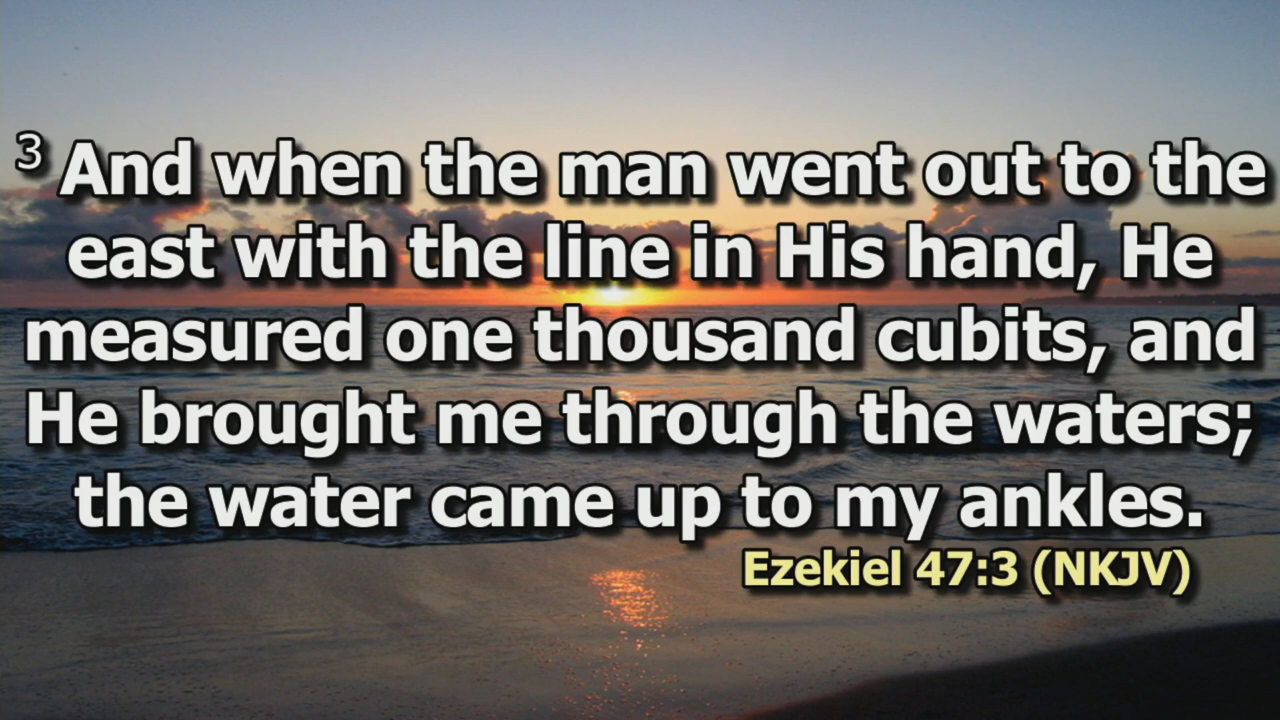 3 And when the man went out to the
east with the line in His hand, He
measured one thousand cubits, and
He brought me through the waters;
the water came up to my ankles.
Ezekiel 47:3 (NKJV)